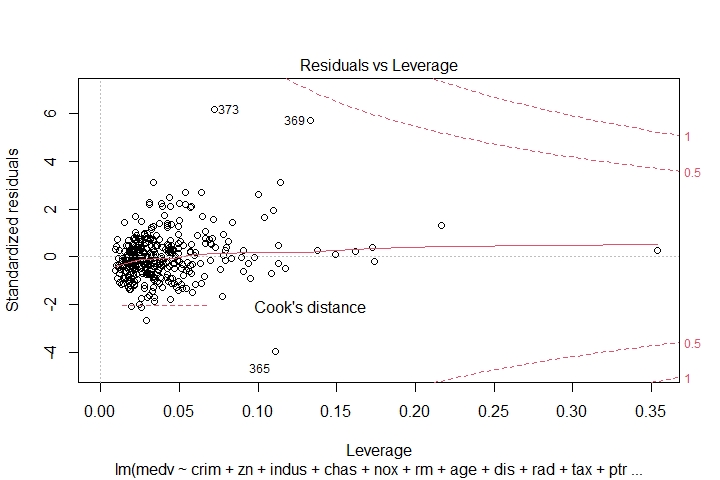 Residuals vs Leverage
Standardized residuals
6
4
2
0
-2
-4
373
369
365
1
0.5
0.5
1
Cook's distance
0.00 0.05 0.10 0.15 0.20 0.25 0.30 0.35
Leverage
lm(medv ~ crim + zn + indus + chas + nox + rm + age + dis + rad + tax + ptr ...